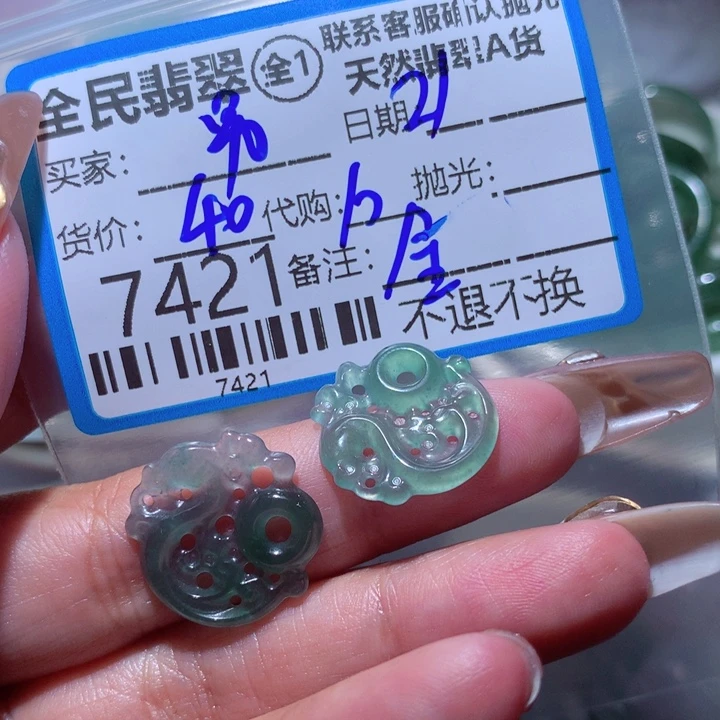 全民翡翠 全1
联系客服确认抛光
天然翡翠A货
买家：
日期 21
货价：40 代购： 抛光：
7421 备注：全
7421 不退不换